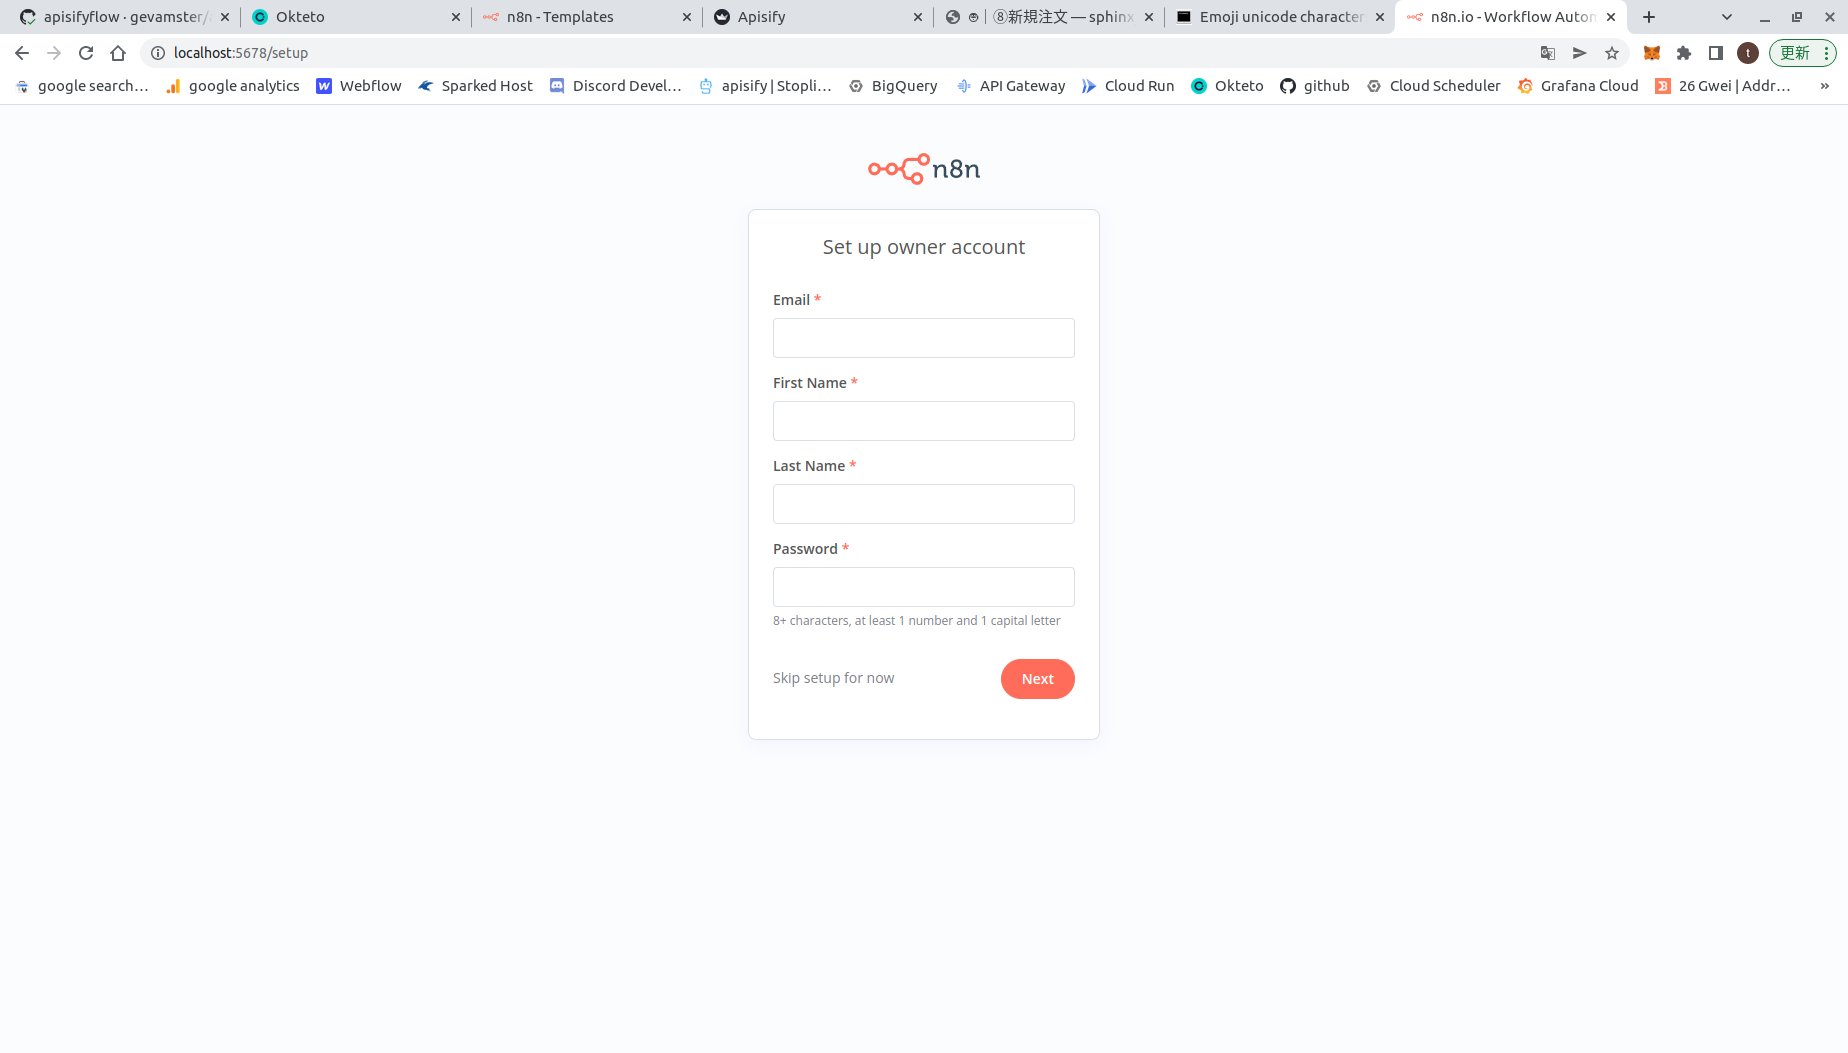 apisifyflow · gevamster/
Okteto
n8n - Templates
Apisify
⑧新規注文 — sphinx
Emoji unicode character
n8n.io - Workflow Autom
localhost:5678/setup
t
更新
google search…
google analytics
Webflow
Sparked Host
Discord Devel…
apisify | Stopli…
BigQuery
API Gateway
Cloud Run
Okteto
github
Cloud Scheduler
Grafana Cloud
26 Gwei | Addr…
»
n8n
Set up owner account
Email *
First Name *
Last Name *
Password *
8+ characters, at least 1 number and 1 capital letter
Skip setup for now
Next